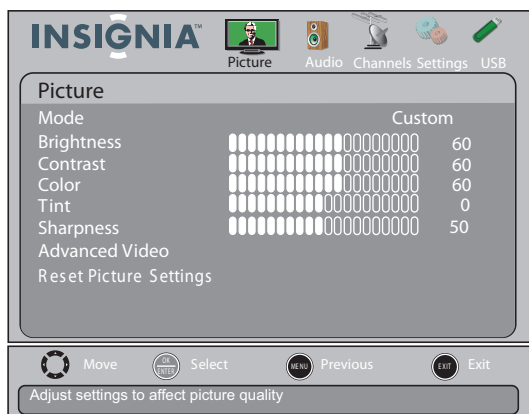 INSIGNIA™
Picture Audio Channels Settings USB
Picture
Mode Custom
Brightness 60
Contrast 60
Color 60
Tint 0
Sharpness 50
Advanced Video
Reset Picture Settings
Move OK ENTER Select MENU Previous EXIT Exit
Adjust settings to affect picture quality